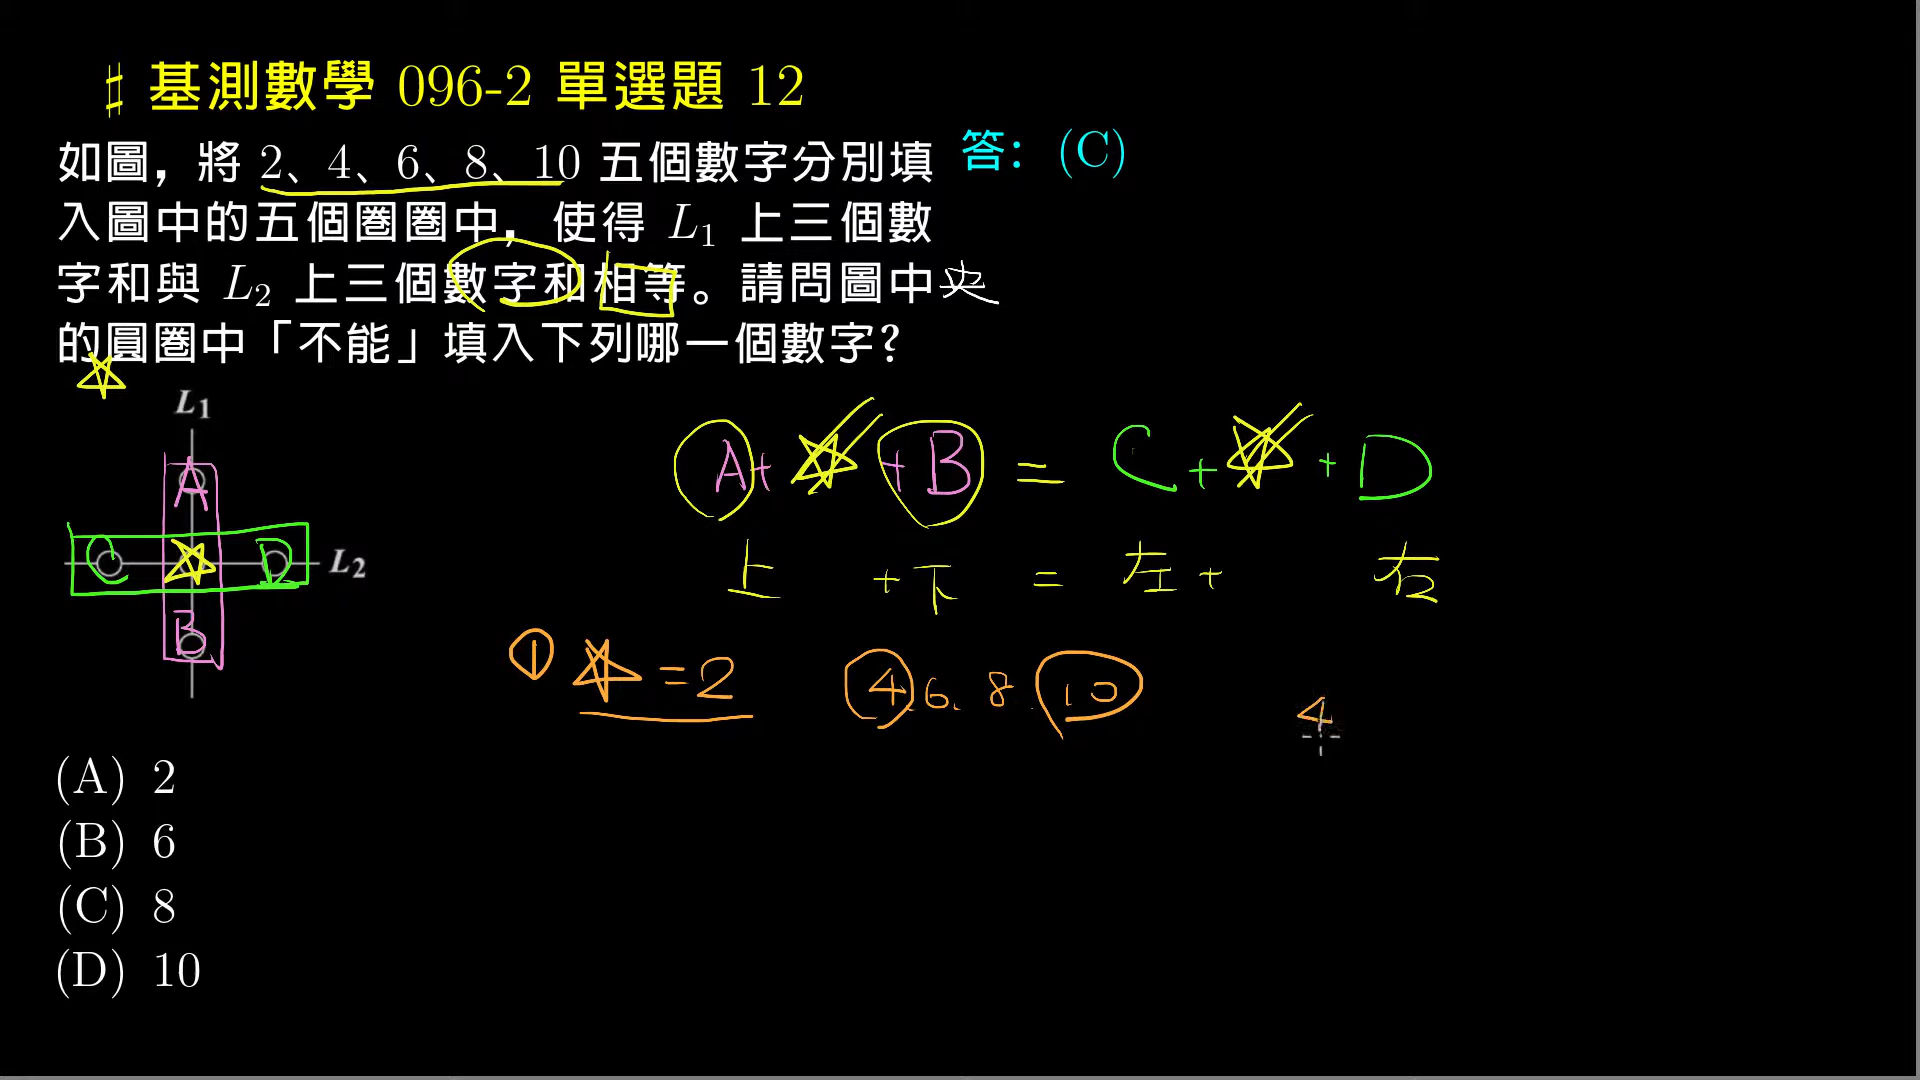 ♯ 基測數學 096-2 單選題 12
如圖，將 2、4、6、8、10 五個數字分別填
入圖中的五個圈圈中，使得 L₁ 上三個數
字和與 L₂ 上三個數字和相等。請問圖中央
的圓圈中「不能」填入下列哪一個數字？
答：(C)
L₁
A
C ☆ D L₂
B
A + ☆ + B = C + ☆ + D
上 + 下 = 左 + 右
① ☆ = 2 4. 6. 8. 10
4
(A) 2
(B) 6
(C) 8
(D) 10